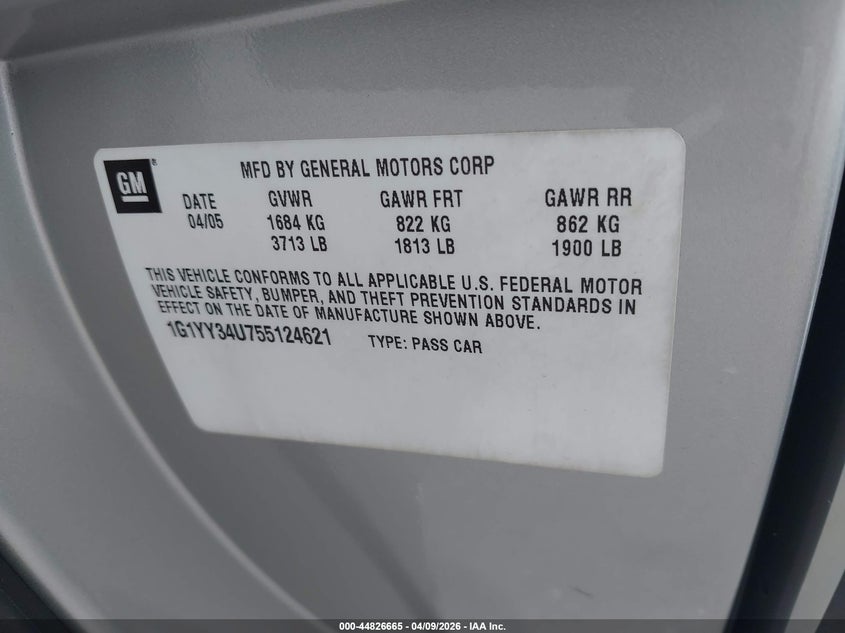 GM ®
MFD BY GENERAL MOTORS CORP
DATE GVWR GAWR FRT GAWR RR
04/05 1684 KG 822 KG 862 KG
3713 LB 1813 LB 1900 LB
THIS VEHICLE CONFORMS TO ALL APPLICABLE U.S. FEDERAL MOTOR
VEHICLE SAFETY, BUMPER, AND THEFT PREVENTION STANDARDS IN
EFFECT ON THE DATE OF MANUFACTURE SHOWN ABOVE.
1G1YY34U755124621 TYPE: PASS CAR
000-44826665 - 04/09/2026 - IAA Inc.